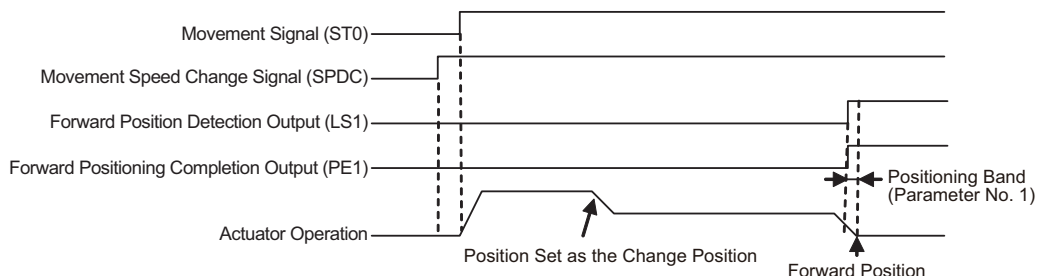 Movement Signal (ST0)
Movement Speed Change Signal (SPDC)
Forward Position Detection Output (LS1)
Forward Positioning Completion Output (PE1)
Positioning Band
(Parameter No. 1)
Actuator Operation
Position Set as the Change Position
Forward Position